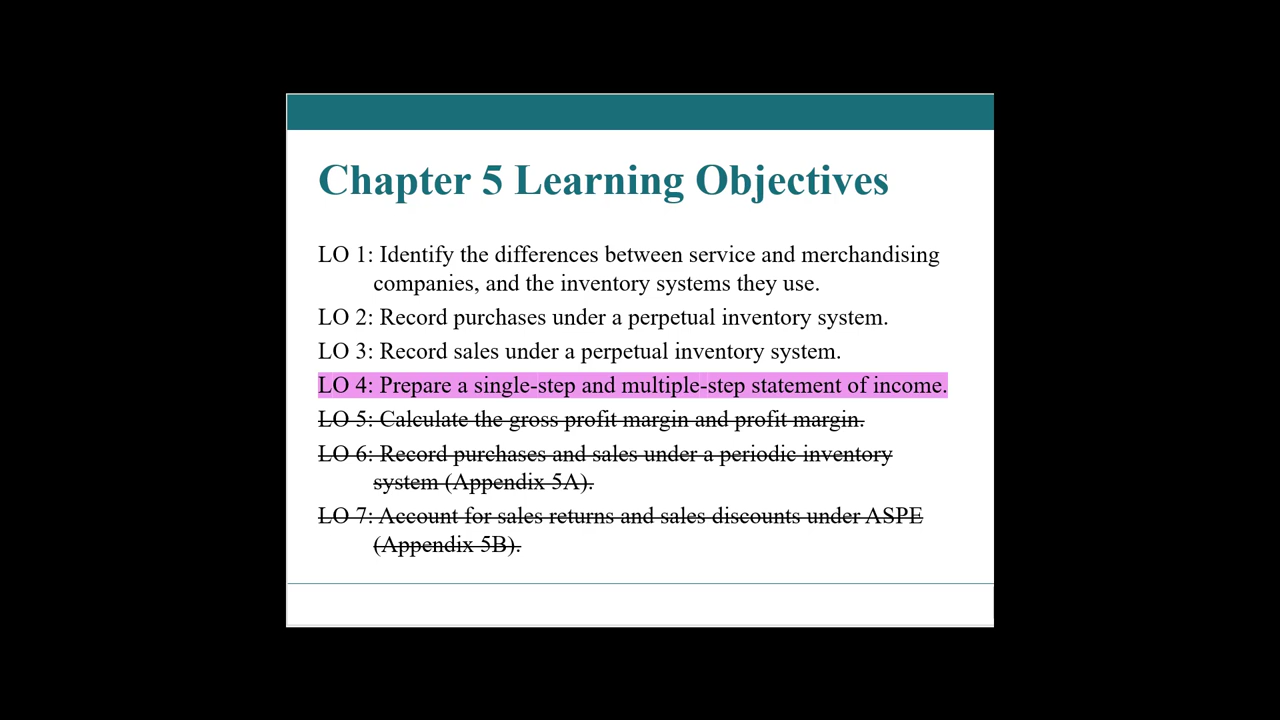 Chapter 5 Learning Objectives
LO 1: Identify the differences between service and merchandising
companies, and the inventory systems they use.
LO 2: Record purchases under a perpetual inventory system.
LO 3: Record sales under a perpetual inventory system.
LO 4: Prepare a single-step and multiple-step statement of income.
LO 5: Calculate the gross profit margin and profit margin.
LO 6: Record purchases and sales under a periodic inventory
system (Appendix 5A).
LO 7: Account for sales returns and sales discounts under ASPE
(Appendix 5B).